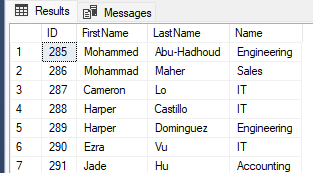 Results Messages
ID FirstName LastName Name
1 285 Mohammed Abu-Hadhoud Engineering
2 286 Mohammad Maher Sales
3 287 Cameron Lo IT
4 288 Harper Castillo IT
5 289 Harper Dominguez Engineering
6 290 Ezra Vu IT
7 291 Jade Hu Accounting